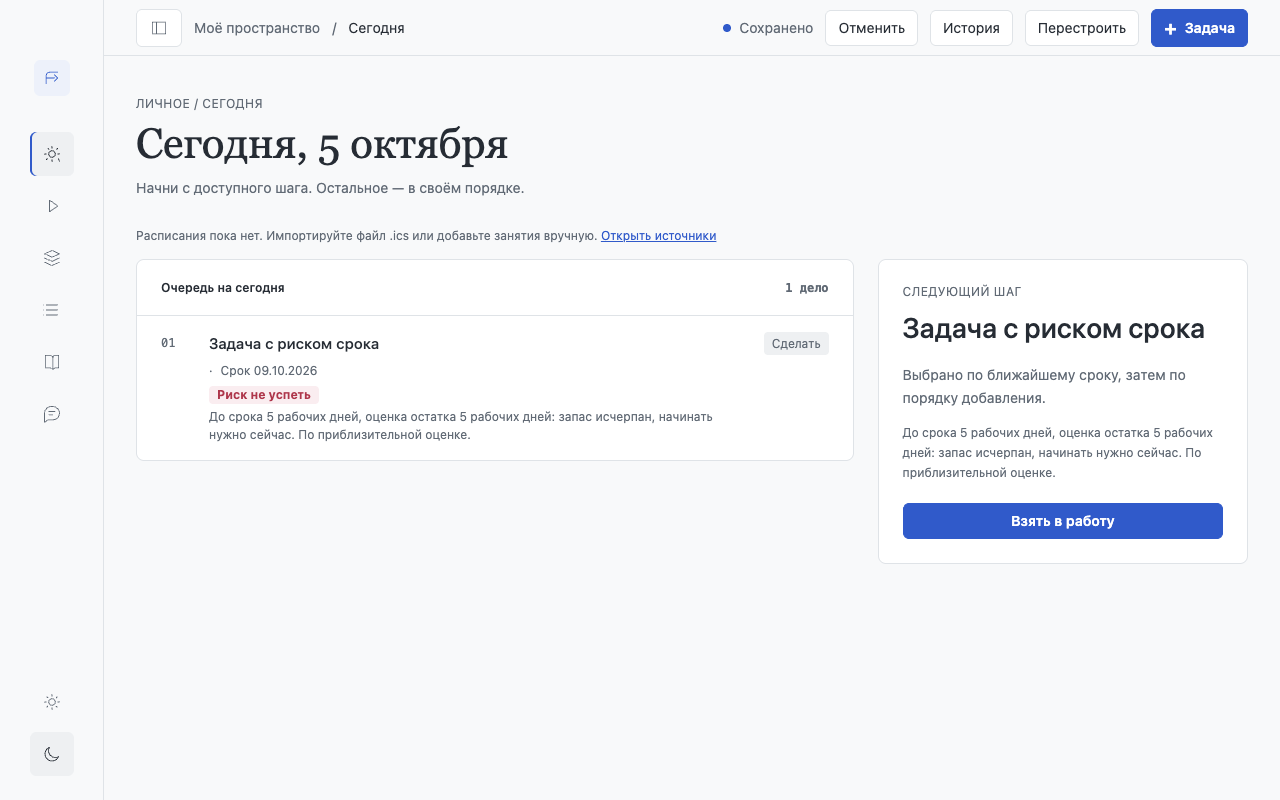 Моё пространство / Сегодня
Сохранено
Отменить
История
Перестроить
+ Задача
ЛИЧНОЕ / СЕГОДНЯ
Сегодня, 5 октября
Начни с доступного шага. Остальное — в своём порядке.
Расписания пока нет. Импортируйте файл .ics или добавьте занятия вручную. Открыть источники
Очередь на сегодня
1 дело
01
Задача с риском срока
Сделать
· Срок 09.10.2026
Риск не успеть
До срока 5 рабочих дней, оценка остатка 5 рабочих дней: запас исчерпан, начинать
нужно сейчас. По приблизительной оценке.
СЛЕДУЮЩИЙ ШАГ
Задача с риском срока
Выбрано по ближайшему сроку, затем по
порядку добавления.
До срока 5 рабочих дней, оценка остатка 5 рабочих
дней: запас исчерпан, начинать нужно сейчас. По
приблизительной оценке.
Взять в работу